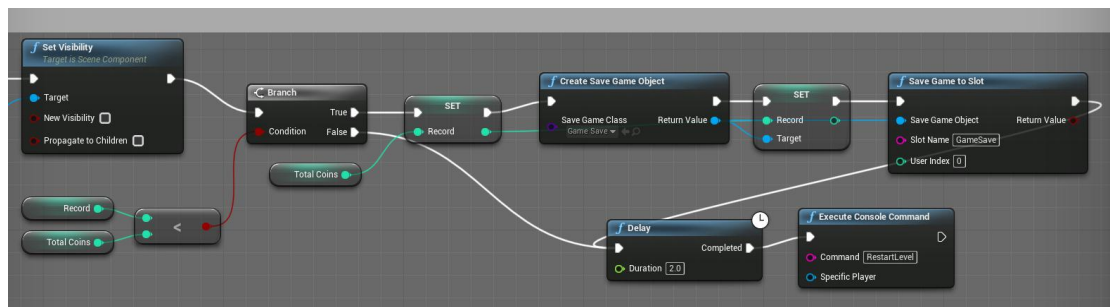 Set Visibility
Target is Scene Component
Target
New Visibility
Propagate to Children
Record
Total Coins
<
Branch
True
Condition
False
Total Coins
SET
Record
Create Save Game Object
Save Game Class
Game Save
Return Value
SET
Record
Target
Save Game to Slot
Save Game Object
Return Value
Slot Name GameSave
User Index 0
Delay
Completed
Duration 2.0
Execute Console Command
Command RestartLevel
Specific Player